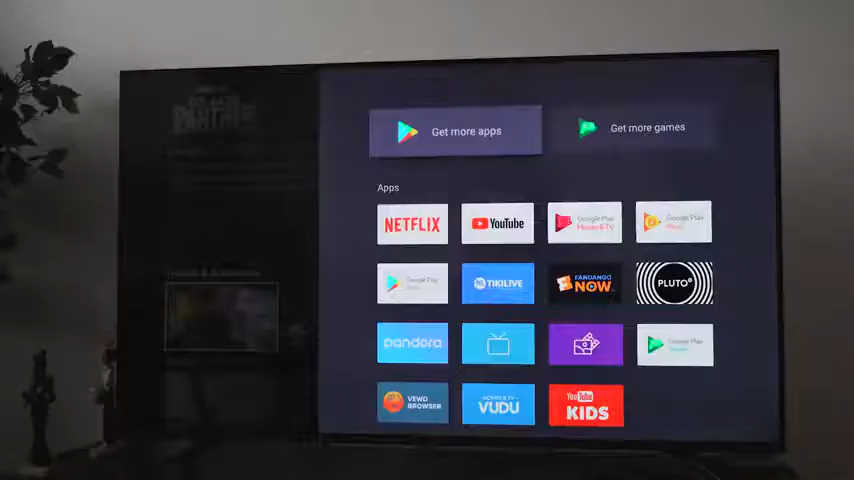 PANTHER
Get more apps
Get more games
Apps
NETFLIX
YouTube
Google Play
Movies & TV
Google Play
Music
Google Play
TIKILIVE
FANDANGO
NOW
PLUTO
pandora
Google Play
VEWD
BROWSER
MOVIES & TV
VUDU
YouTube
KIDS